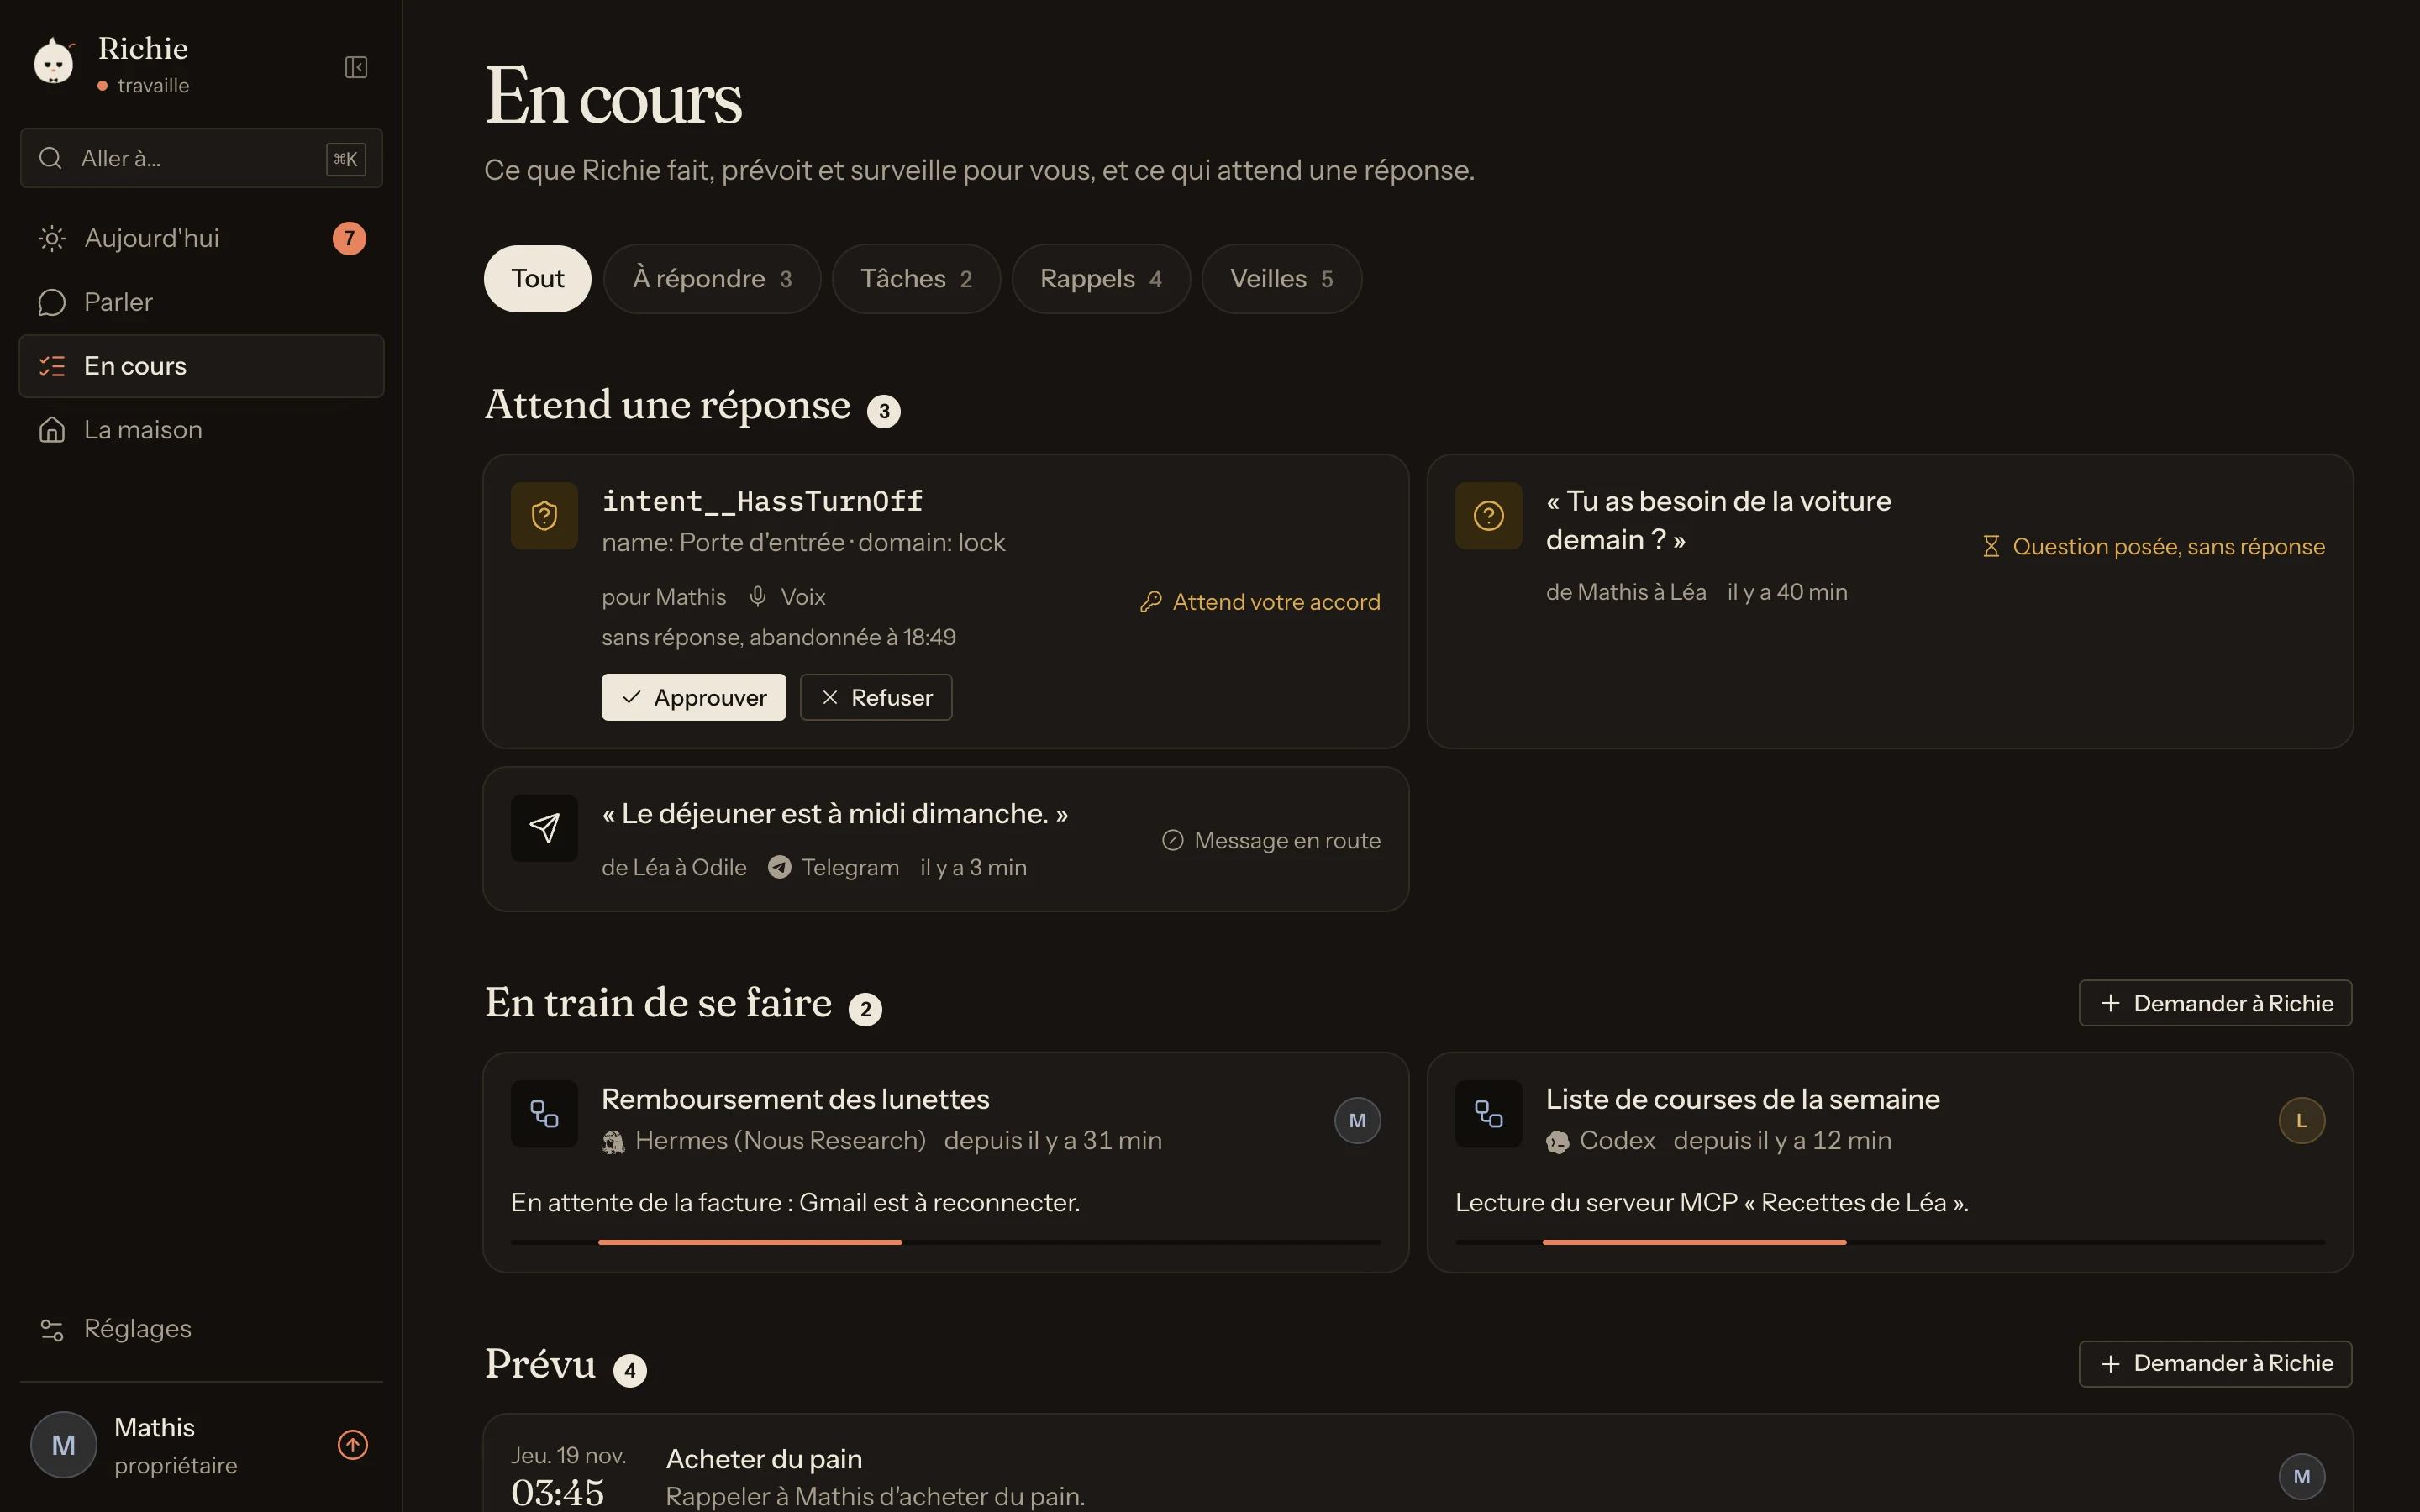 Richie
travaille
Aller à...
⌘K
Aujourd'hui
7
Parler
En cours
La maison
Réglages
M
Mathis
propriétaire
En cours
Ce que Richie fait, prévoit et surveille pour vous, et ce qui attend une réponse.
Tout
À répondre 3
Tâches 2
Rappels 4
Veilles 5
Attend une réponse 3
intent__HassTurnOff
name: Porte d'entrée · domain: lock
pour Mathis Voix
sans réponse, abandonnée à 18:49
Attend votre accord
Approuver
Refuser
« Tu as besoin de la voiture
demain ? »
de Mathis à Léa il y a 40 min
Question posée, sans réponse
« Le déjeuner est à midi dimanche. »
de Léa à Odile Telegram il y a 3 min
Message en route
En train de se faire 2
Demander à Richie
Remboursement des lunettes
Hermes (Nous Research) depuis il y a 31 min
M
En attente de la facture : Gmail est à reconnecter.
Liste de courses de la semaine
Codex depuis il y a 12 min
L
Lecture du serveur MCP « Recettes de Léa ».
Prévu 4
Demander à Richie
Jeu. 19 nov.
03:45
Acheter du pain
Rappeler à Mathis d'acheter du pain.
M